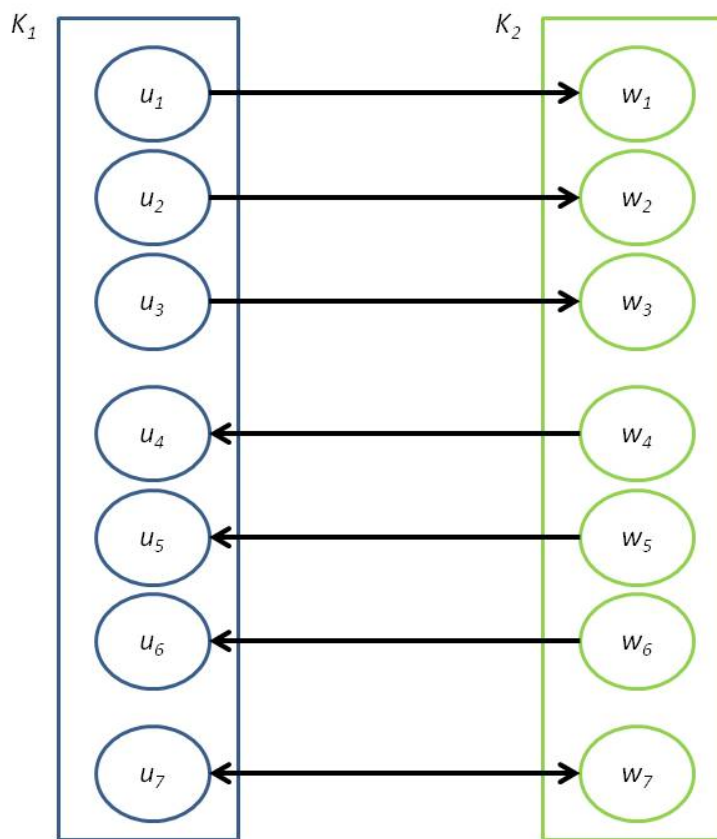 K₁ K₂
u₁ w₁
u₂ w₂
u₃ w₃
u₄ w₄
u₅ w₅
u₆ w₆
u₇ w₇